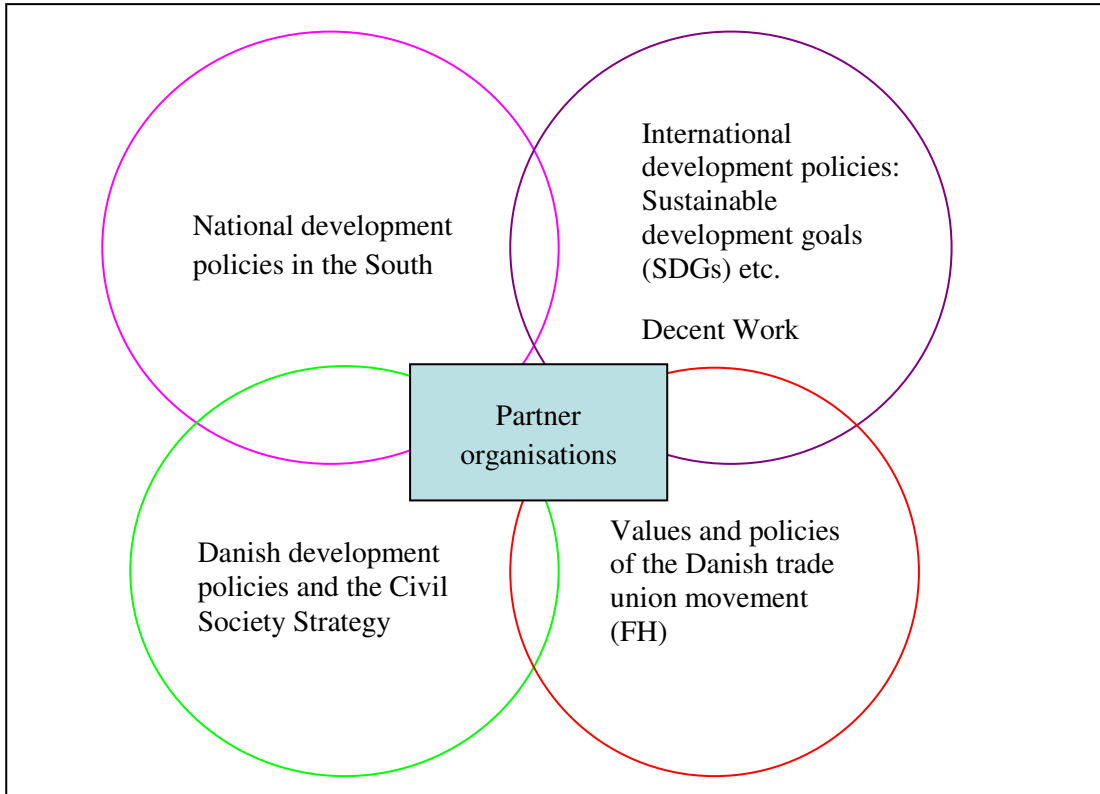 National development
policies in the South
International
development policies:
Sustainable
development goals
(SDGs) etc.
Decent Work
Partner
organisations
Danish development
policies and the Civil
Society Strategy
Values and policies
of the Danish trade
union movement
(FH)